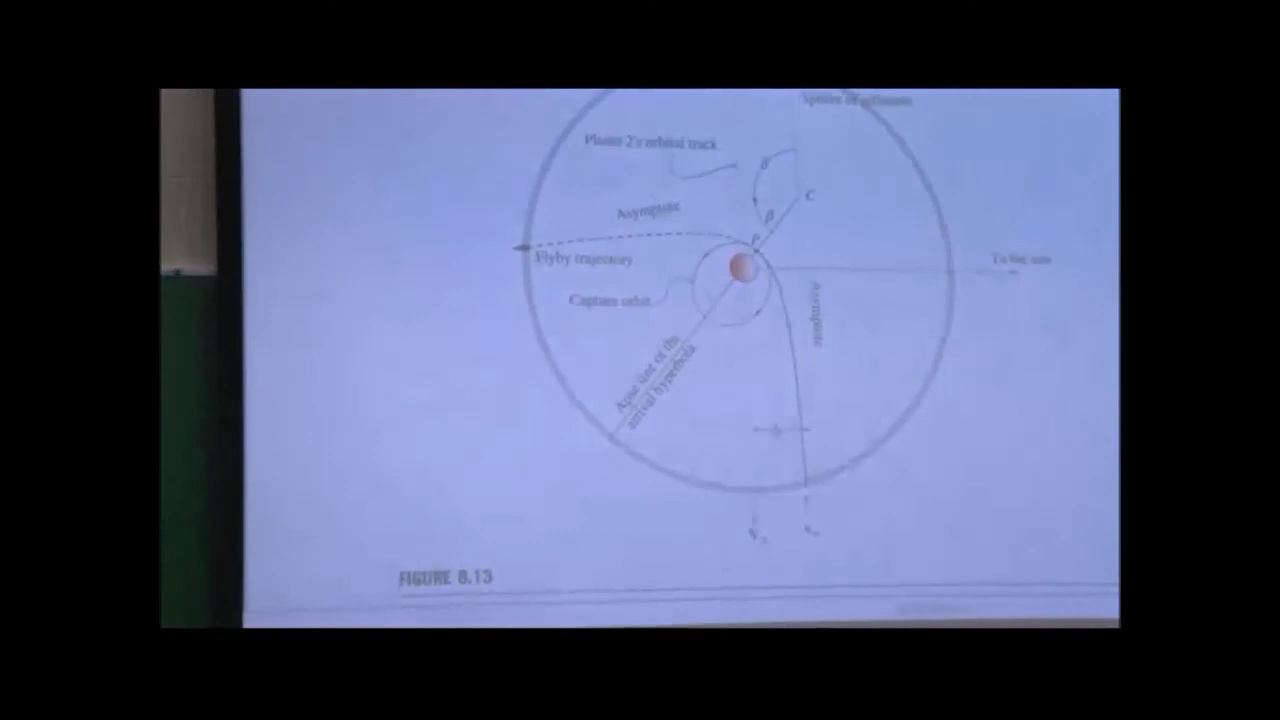 Sphere of influence
Planet 2's orbital track
δ
C
Asymptote
β
P
Flyby trajectory
To the sun
Capture orbit
Asymptote
Apse line of the
arrival hyperbola
Δ
FIGURE 8.13